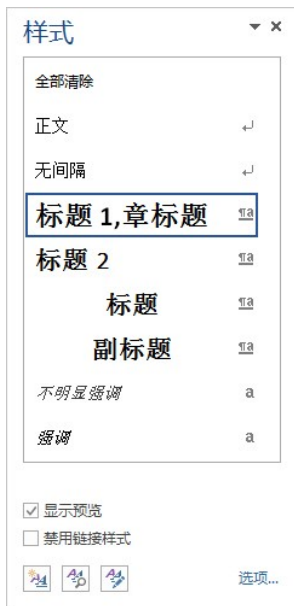 样式
全部清除
正文
无间隔
标题 1,章标题
标题 2
标题
副标题
不明显强调 a
强调 a
显示预览
禁用链接样式
选项...